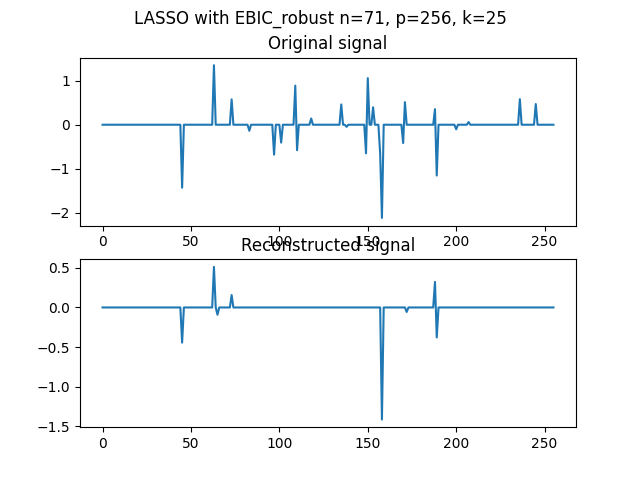 LASSO with EBIC_robust n=71, p=256, k=25
Original signal
1
0
−1
−2
0 50 100 150 200 250
Reconstructed signal
0.5
0.0
−0.5
−1.0
−1.5
0 50 100 150 200 250